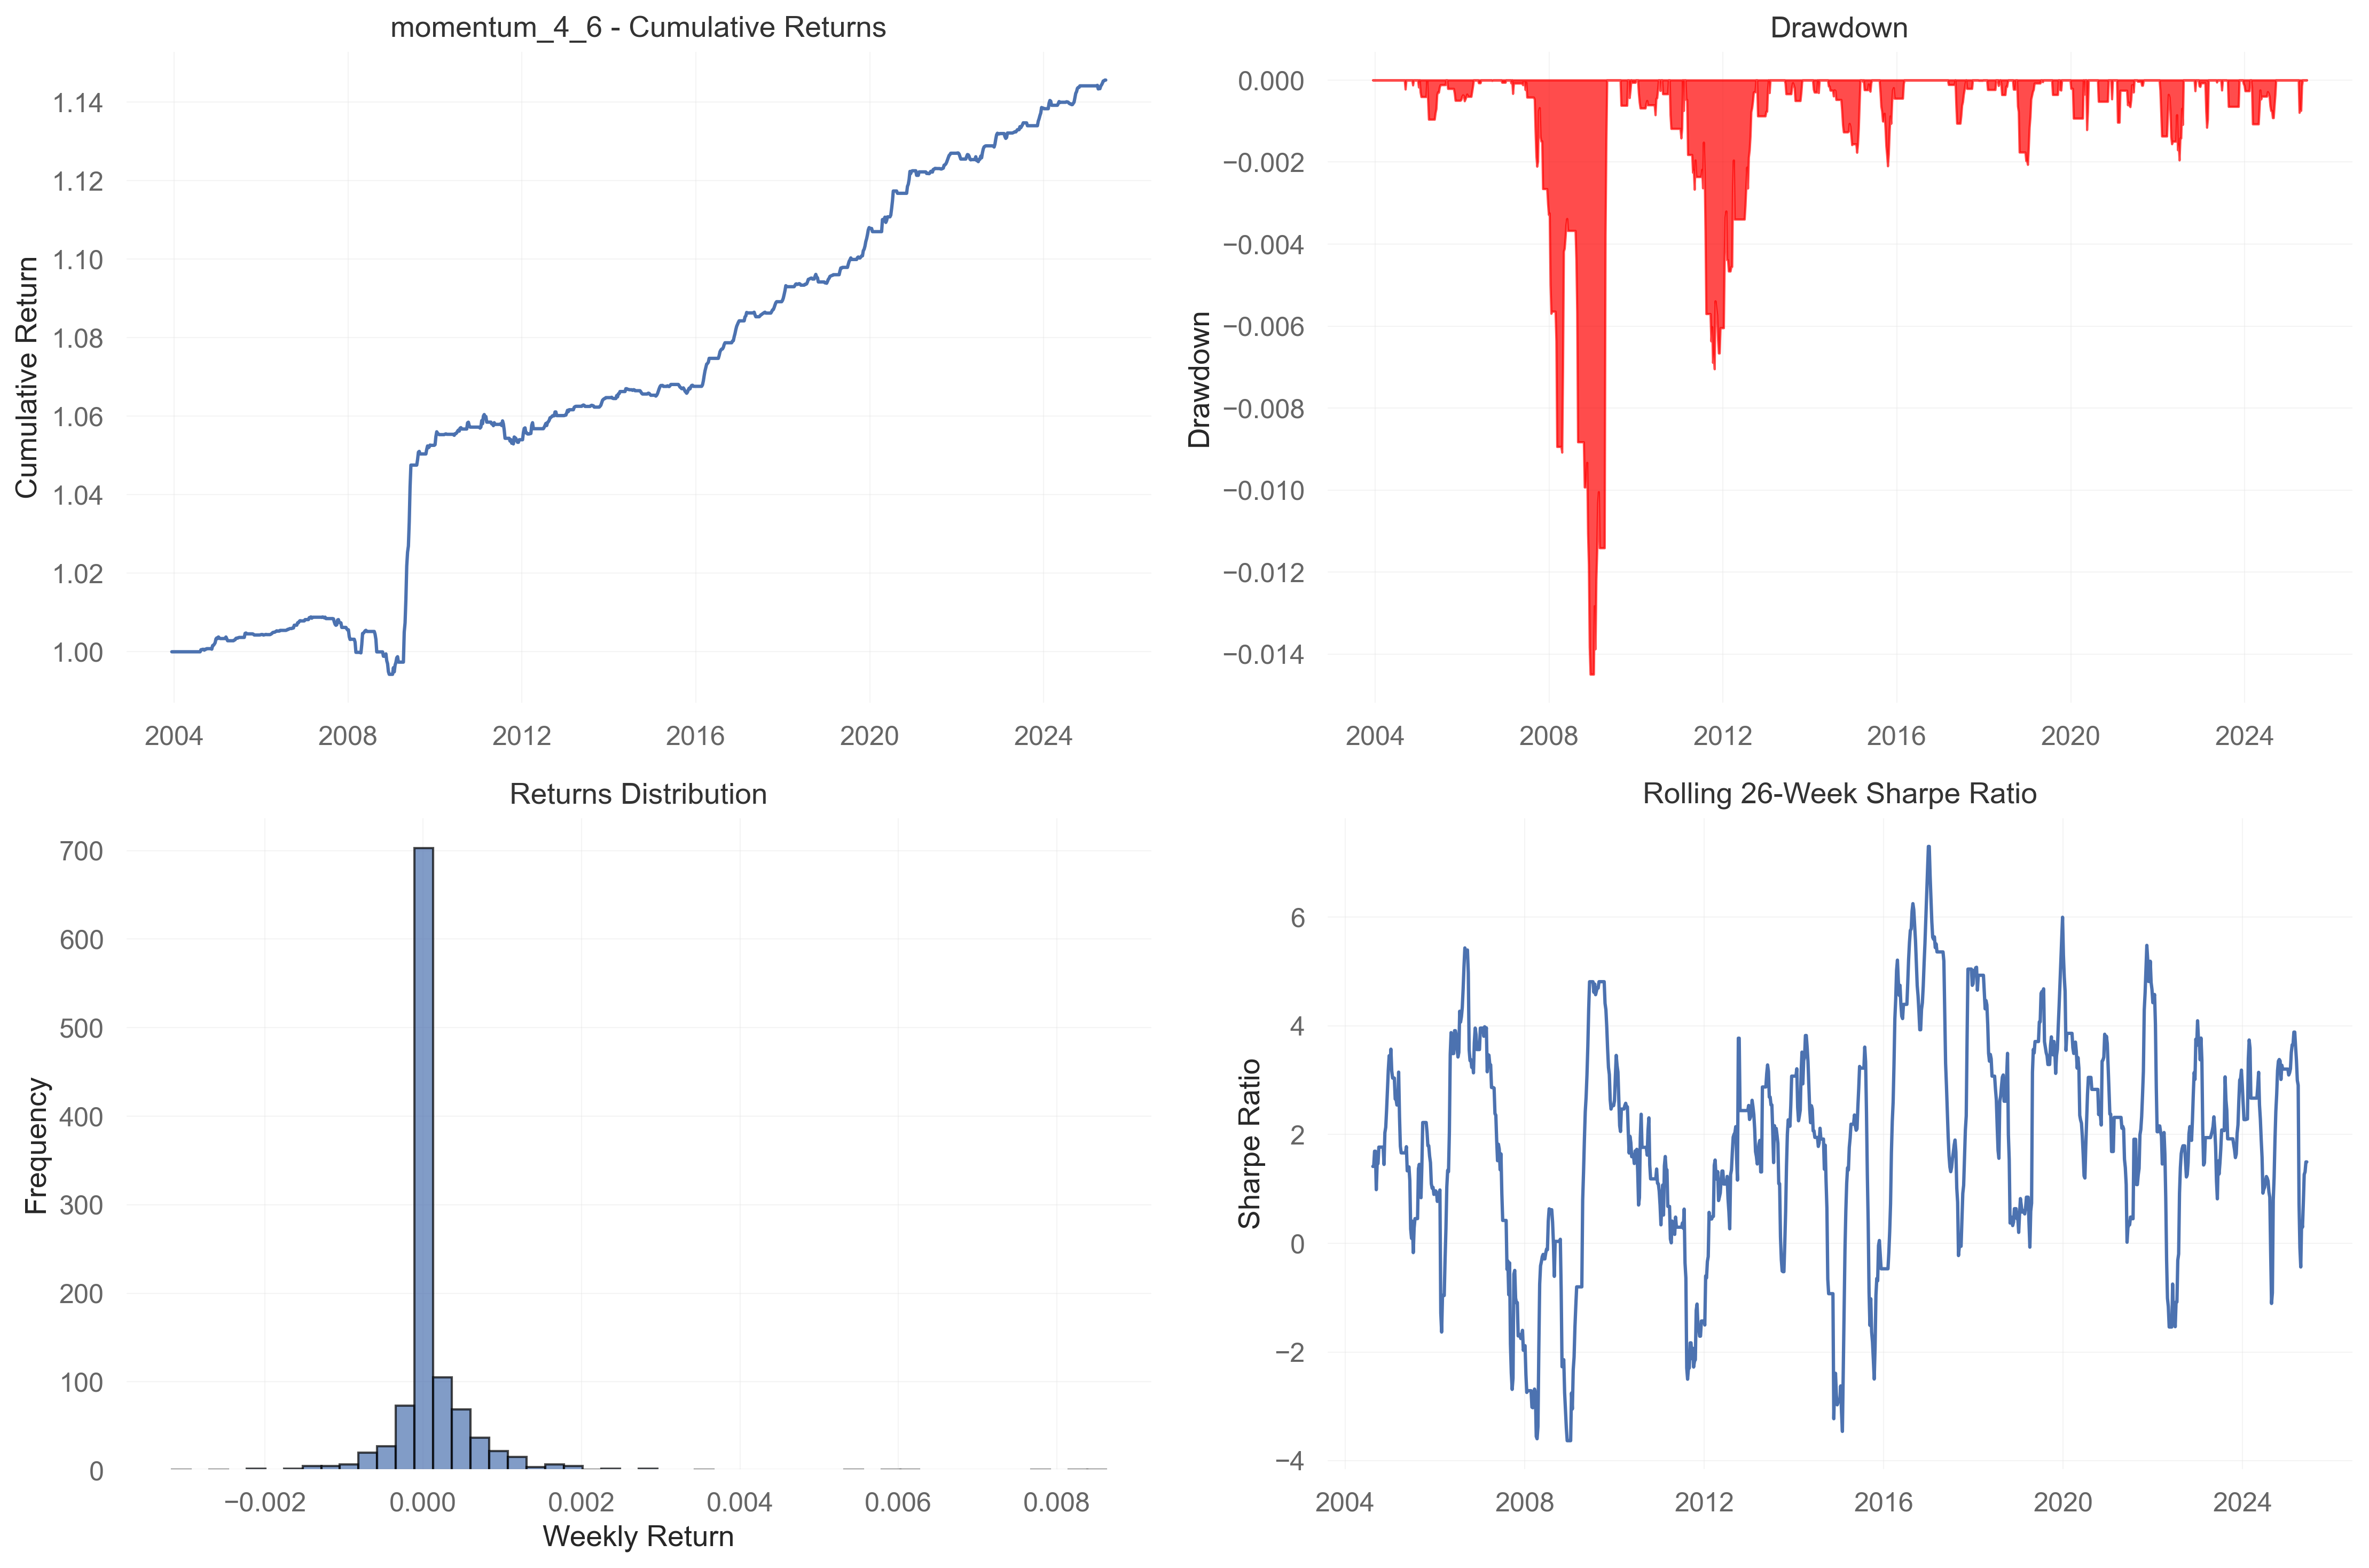 momentum_4_6 - Cumulative Returns
Cumulative Return
1.14
1.12
1.10
1.08
1.06
1.04
1.02
1.00
2004 2008 2012 2016 2020 2024
Drawdown
Drawdown
0.000
−0.002
−0.004
−0.006
−0.008
−0.010
−0.012
−0.014
2004 2008 2012 2016 2020 2024
Returns Distribution
Frequency
700
600
500
400
300
200
100
0
−0.002 0.000 0.002 0.004 0.006 0.008
Weekly Return
Rolling 26-Week Sharpe Ratio
Sharpe Ratio
6
4
2
0
−2
−4
2004 2008 2012 2016 2020 2024